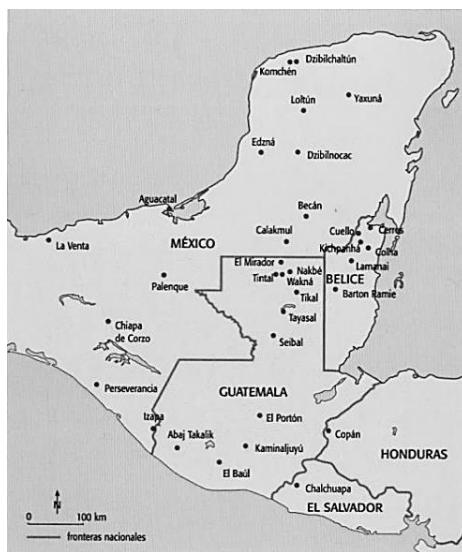 Dzibilchaltún
Komchén
Loltún
Yaxuná
Edzná
Dzibilnocac
Aguacatal
Becán
La Venta
MÉXICO
Calakmul
Cuello
Cerros
Kichpanhá
Colha
Lamanai
El Mirador
Nakbé
Tintal
Wakná
BELICE
Palenque
Tikal
Barton Ramie
Tayasal
Chiapa
de Corzo
Seibal
Perseverancia
GUATEMALA
Izapa
El Portón
Abaj Takalik
Kaminaljuyú
Copán
El Baúl
HONDURAS
Chalchuapa
EL SALVADOR
N
0
100 km
fronteras nacionales